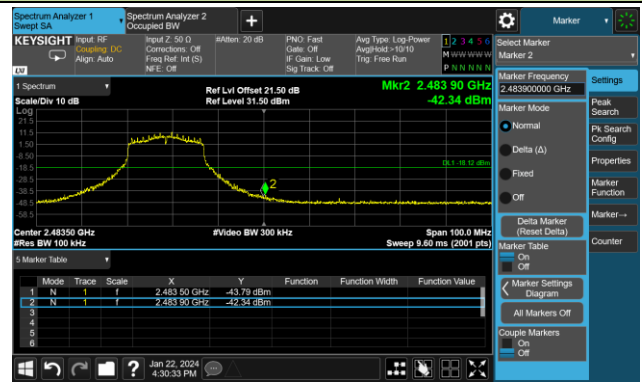 Spectrum Analyzer 1
Swept SA
Spectrum Analyzer 2
Occupied BW
+
Marker
KEYSIGHT
Input: RF
Coupling: DC
Align: Auto
Input Z: 50 Ω
Corrections: Off
Freq Ref: Int (S)
NFE: Off
#Atten: 20 dB
PNO: Fast
Gate: Off
IF Gain: Low
Sig Track: Off
Avg Type: Log-Power
Avg|Hold:>10/10
Trig: Free Run
1 2 3 4 5 6
M W W W W W
P N N N N N
LXI
Select Marker
Marker 2
1 Spectrum
Scale/Div 10 dB
Log
Ref Lvl Offset 21.50 dB
Ref Level 31.50 dBm
Mkr2 2.483 90 GHz
-42.34 dBm
21.5
11.5
1.50
-8.50
-18.5
-28.5
-38.5
-48.5
-58.5
DL1 -18.12 dBm
2
Center 2.48350 GHz
#Res BW 100 kHz
#Video BW 300 kHz
Span 100.0 MHz
Sweep 9.60 ms (2001 pts)
5 Marker Table
Mode Trace Scale X Y Function Function Width Function Value
1 N 1 f 2.483 50 GHz -43.79 dBm
2 N 1 f 2.483 90 GHz -42.34 dBm
3
4
5
6
Marker Frequency
2.483900000 GHz
Marker Mode
Normal
Delta (Δ)
Fixed
Off
Delta Marker
(Reset Delta)
Marker Table
On
Off
Marker Settings
Diagram
All Markers Off
Couple Markers
On
Off
Settings
Peak
Search
Pk Search
Config
Properties
Marker
Function
Marker→
Counter
?
Jan 22, 2024
4:30:33 PM